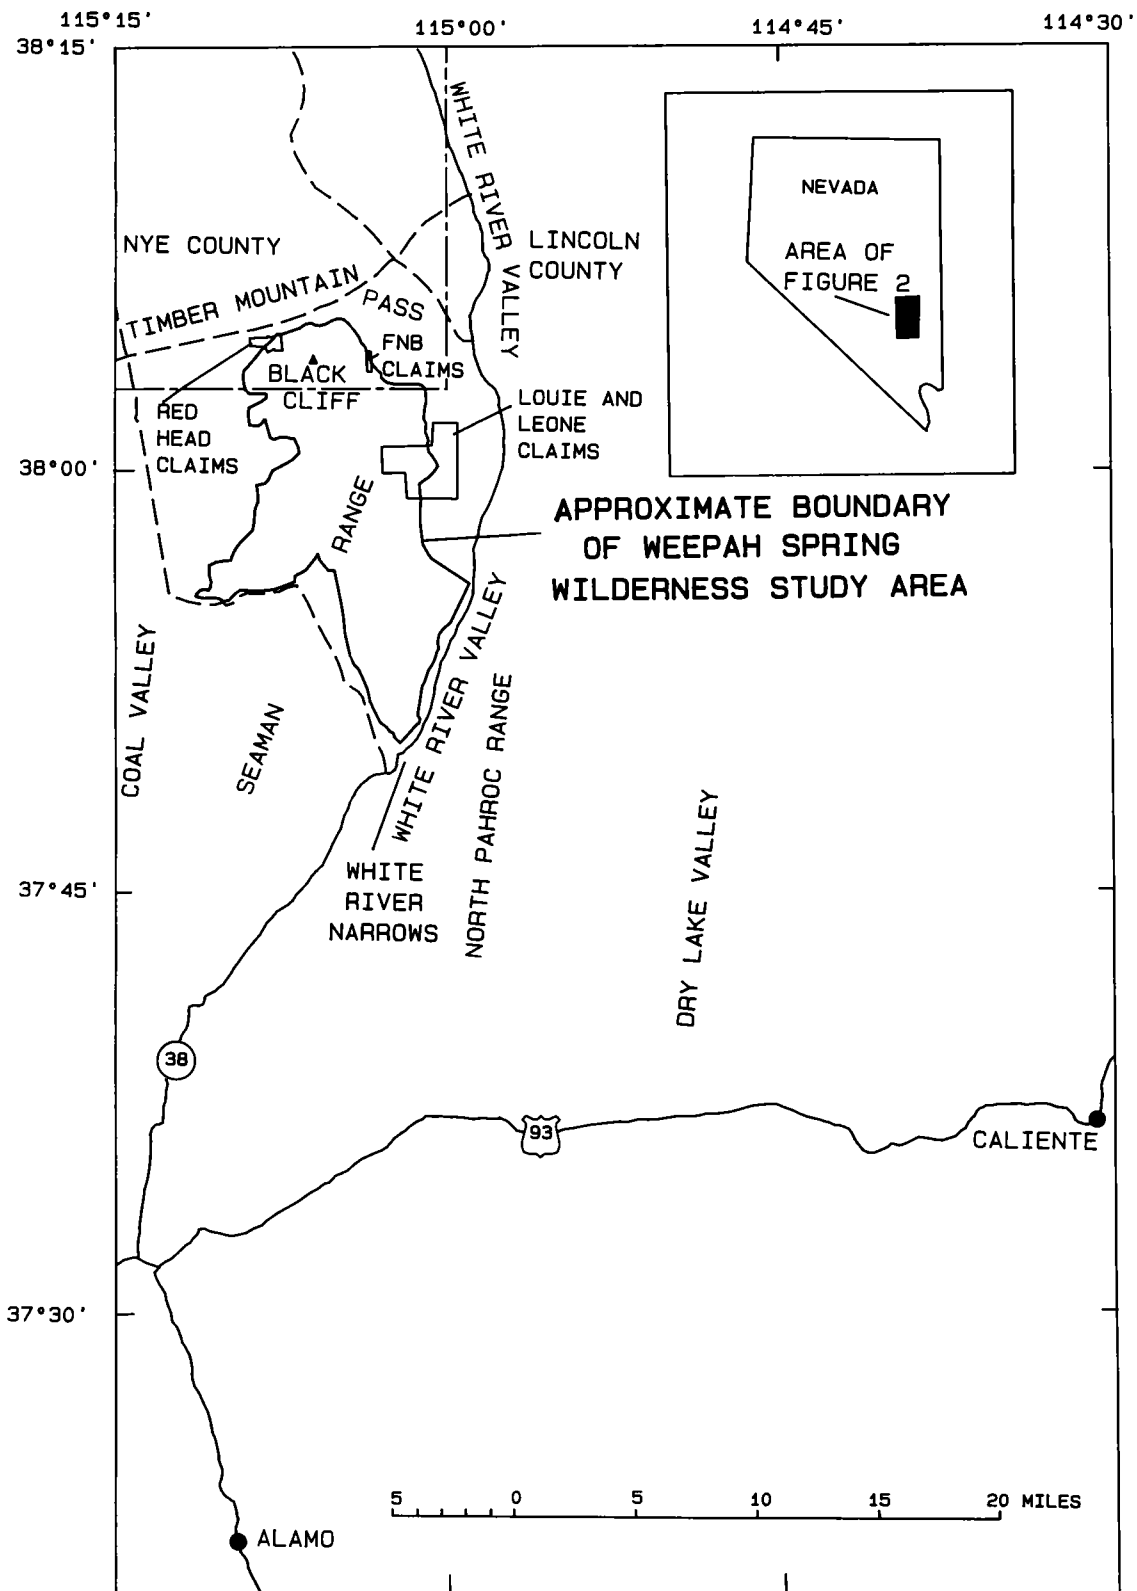 115°15'
115°00'
114°45'
114°30'
38°15'
WHITE RIVER VALLEY
NEVADA
NYE COUNTY
LINCOLN
COUNTY
AREA OF
FIGURE 2
TIMBER MOUNTAIN
PASS
FNB
CLAIMS
BLACK
CLIFF
RED
HEAD
CLAIMS
LOUIE AND
LEONE
CLAIMS
38°00'
RANGE
APPROXIMATE BOUNDARY
OF WEEPAH SPRING
WILDERNESS STUDY AREA
COAL VALLEY
SEAMAN
WHITE RIVER VALLEY
NORTH PAHROC RANGE
DRY LAKE VALLEY
WHITE
RIVER
NARROWS
37°45'
38
93
CALIENTE
37°30'
5 0 5 10 15 20 MILES
ALAMO